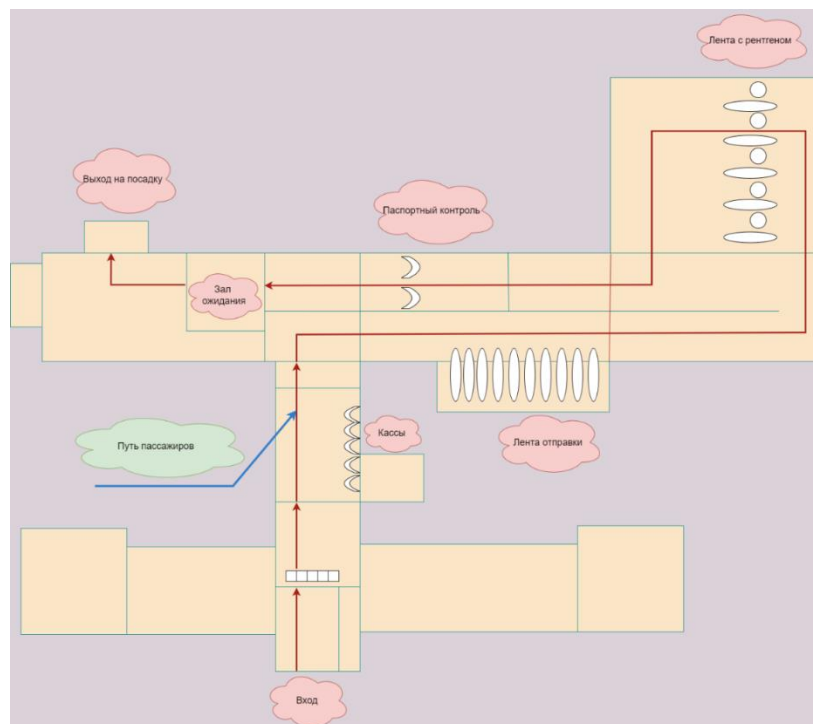 Лента с рентгеном
Выход на посадку
Паспортный контроль
Зал
ожидания
Путь пассажиров
Кассы
Лента отправки
Вход